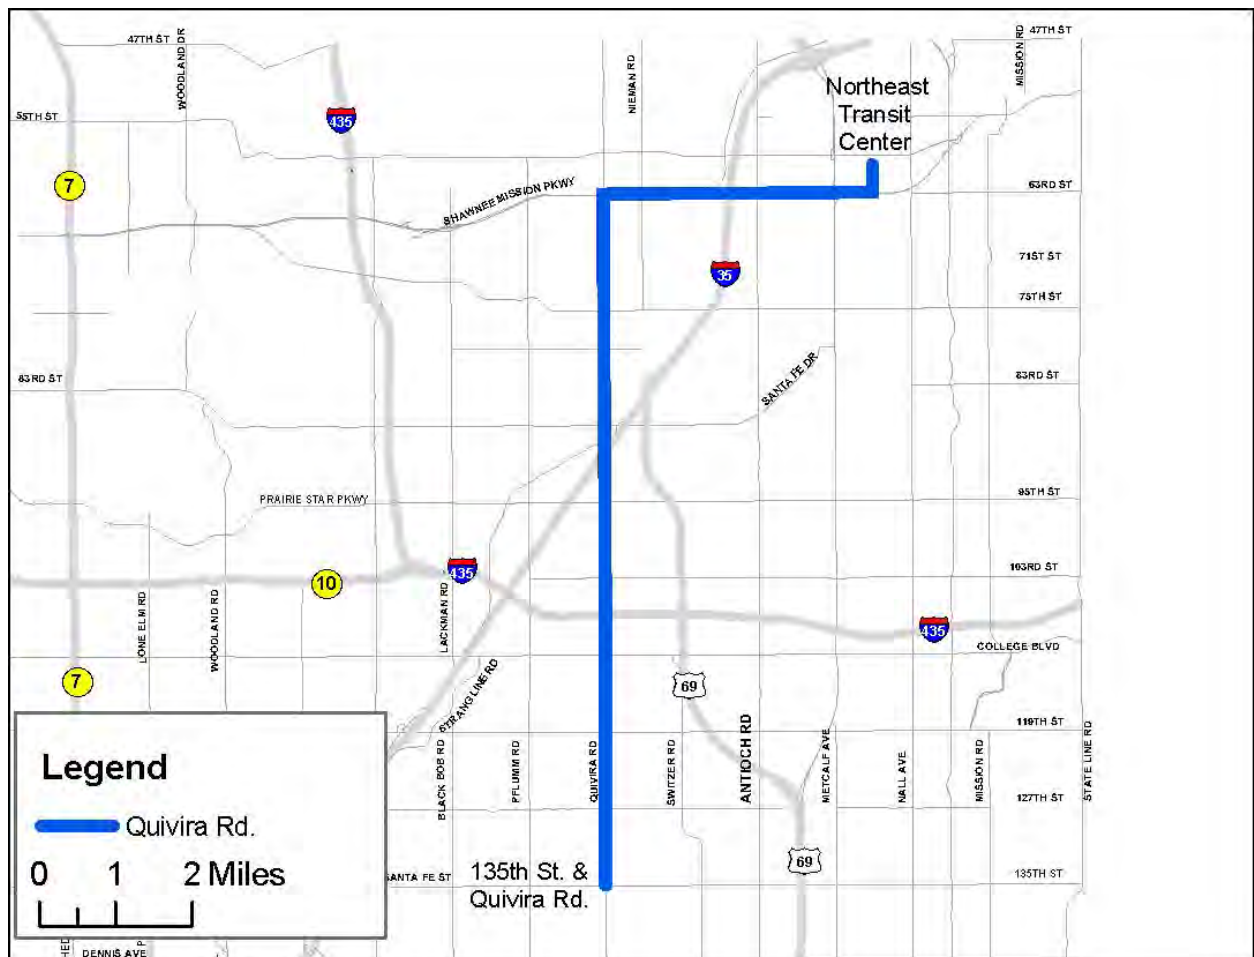 47TH ST
WOODLAND DR
NIEMAN RD
MISSION RD
47TH ST
55TH ST
435
Northeast
Transit
Center
7
SHAWNEE MISSION PKWY
63RD ST
35
71ST ST
75TH ST
83RD ST
SANTA FE DR
83RD ST
PRAIRIE STAR PKWY
95TH ST
10
435
103RD ST
LONE ELM RD
WOODLAND RD
LACKMAN RD
435
COLLEGE BLVD
7
STRANG LINE RD
69
119TH ST
BLACK BOB RD
PFLUMM RD
QUIVIRA RD
SWITZER RD
ANTIOCH RD
METCALF AVE
NALL AVE
MISSION RD
127TH ST
STATE LINE RD
Legend
Quivira Rd.
0 1 2 Miles
SANTA FE ST
135th St. &
Quivira Rd.
69
135TH ST
DENNIS AVE